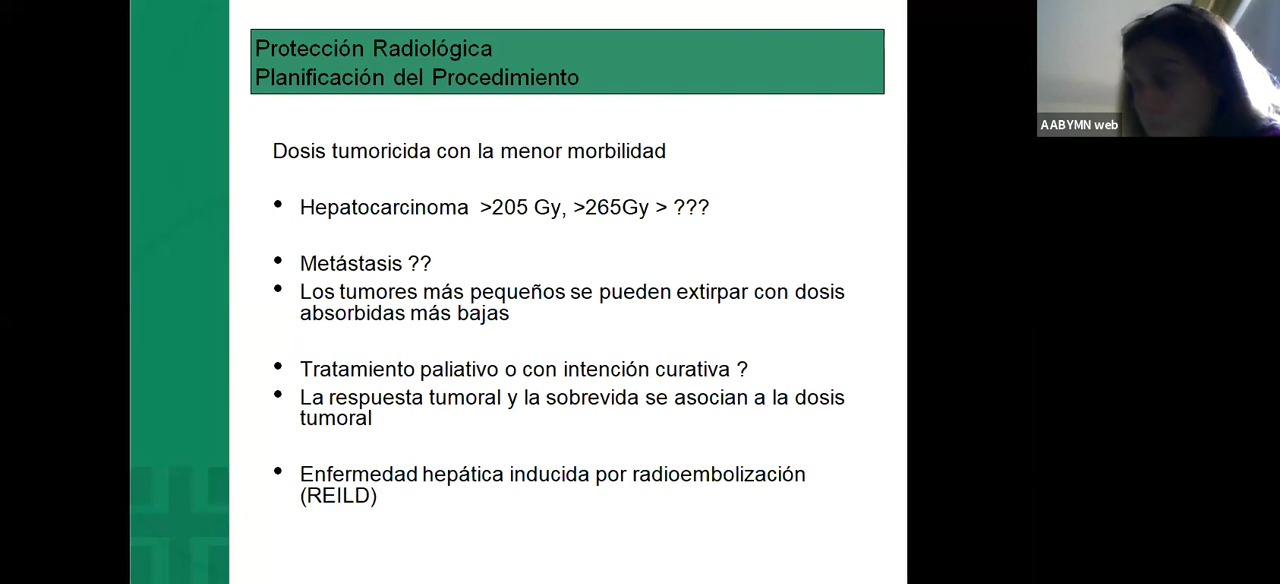 Protección Radiológica
Planificación del Procedimiento
AABYMN web
Dosis tumoricida con la menor morbilidad
• Hepatocarcinoma >205 Gy, >265Gy > ???
• Metástasis ??
• Los tumores más pequeños se pueden extirpar con dosis
absorbidas más bajas
• Tratamiento paliativo o con intención curativa ?
• La respuesta tumoral y la sobrevida se asocian a la dosis
tumoral
• Enfermedad hepática inducida por radioembolización
(REILD)